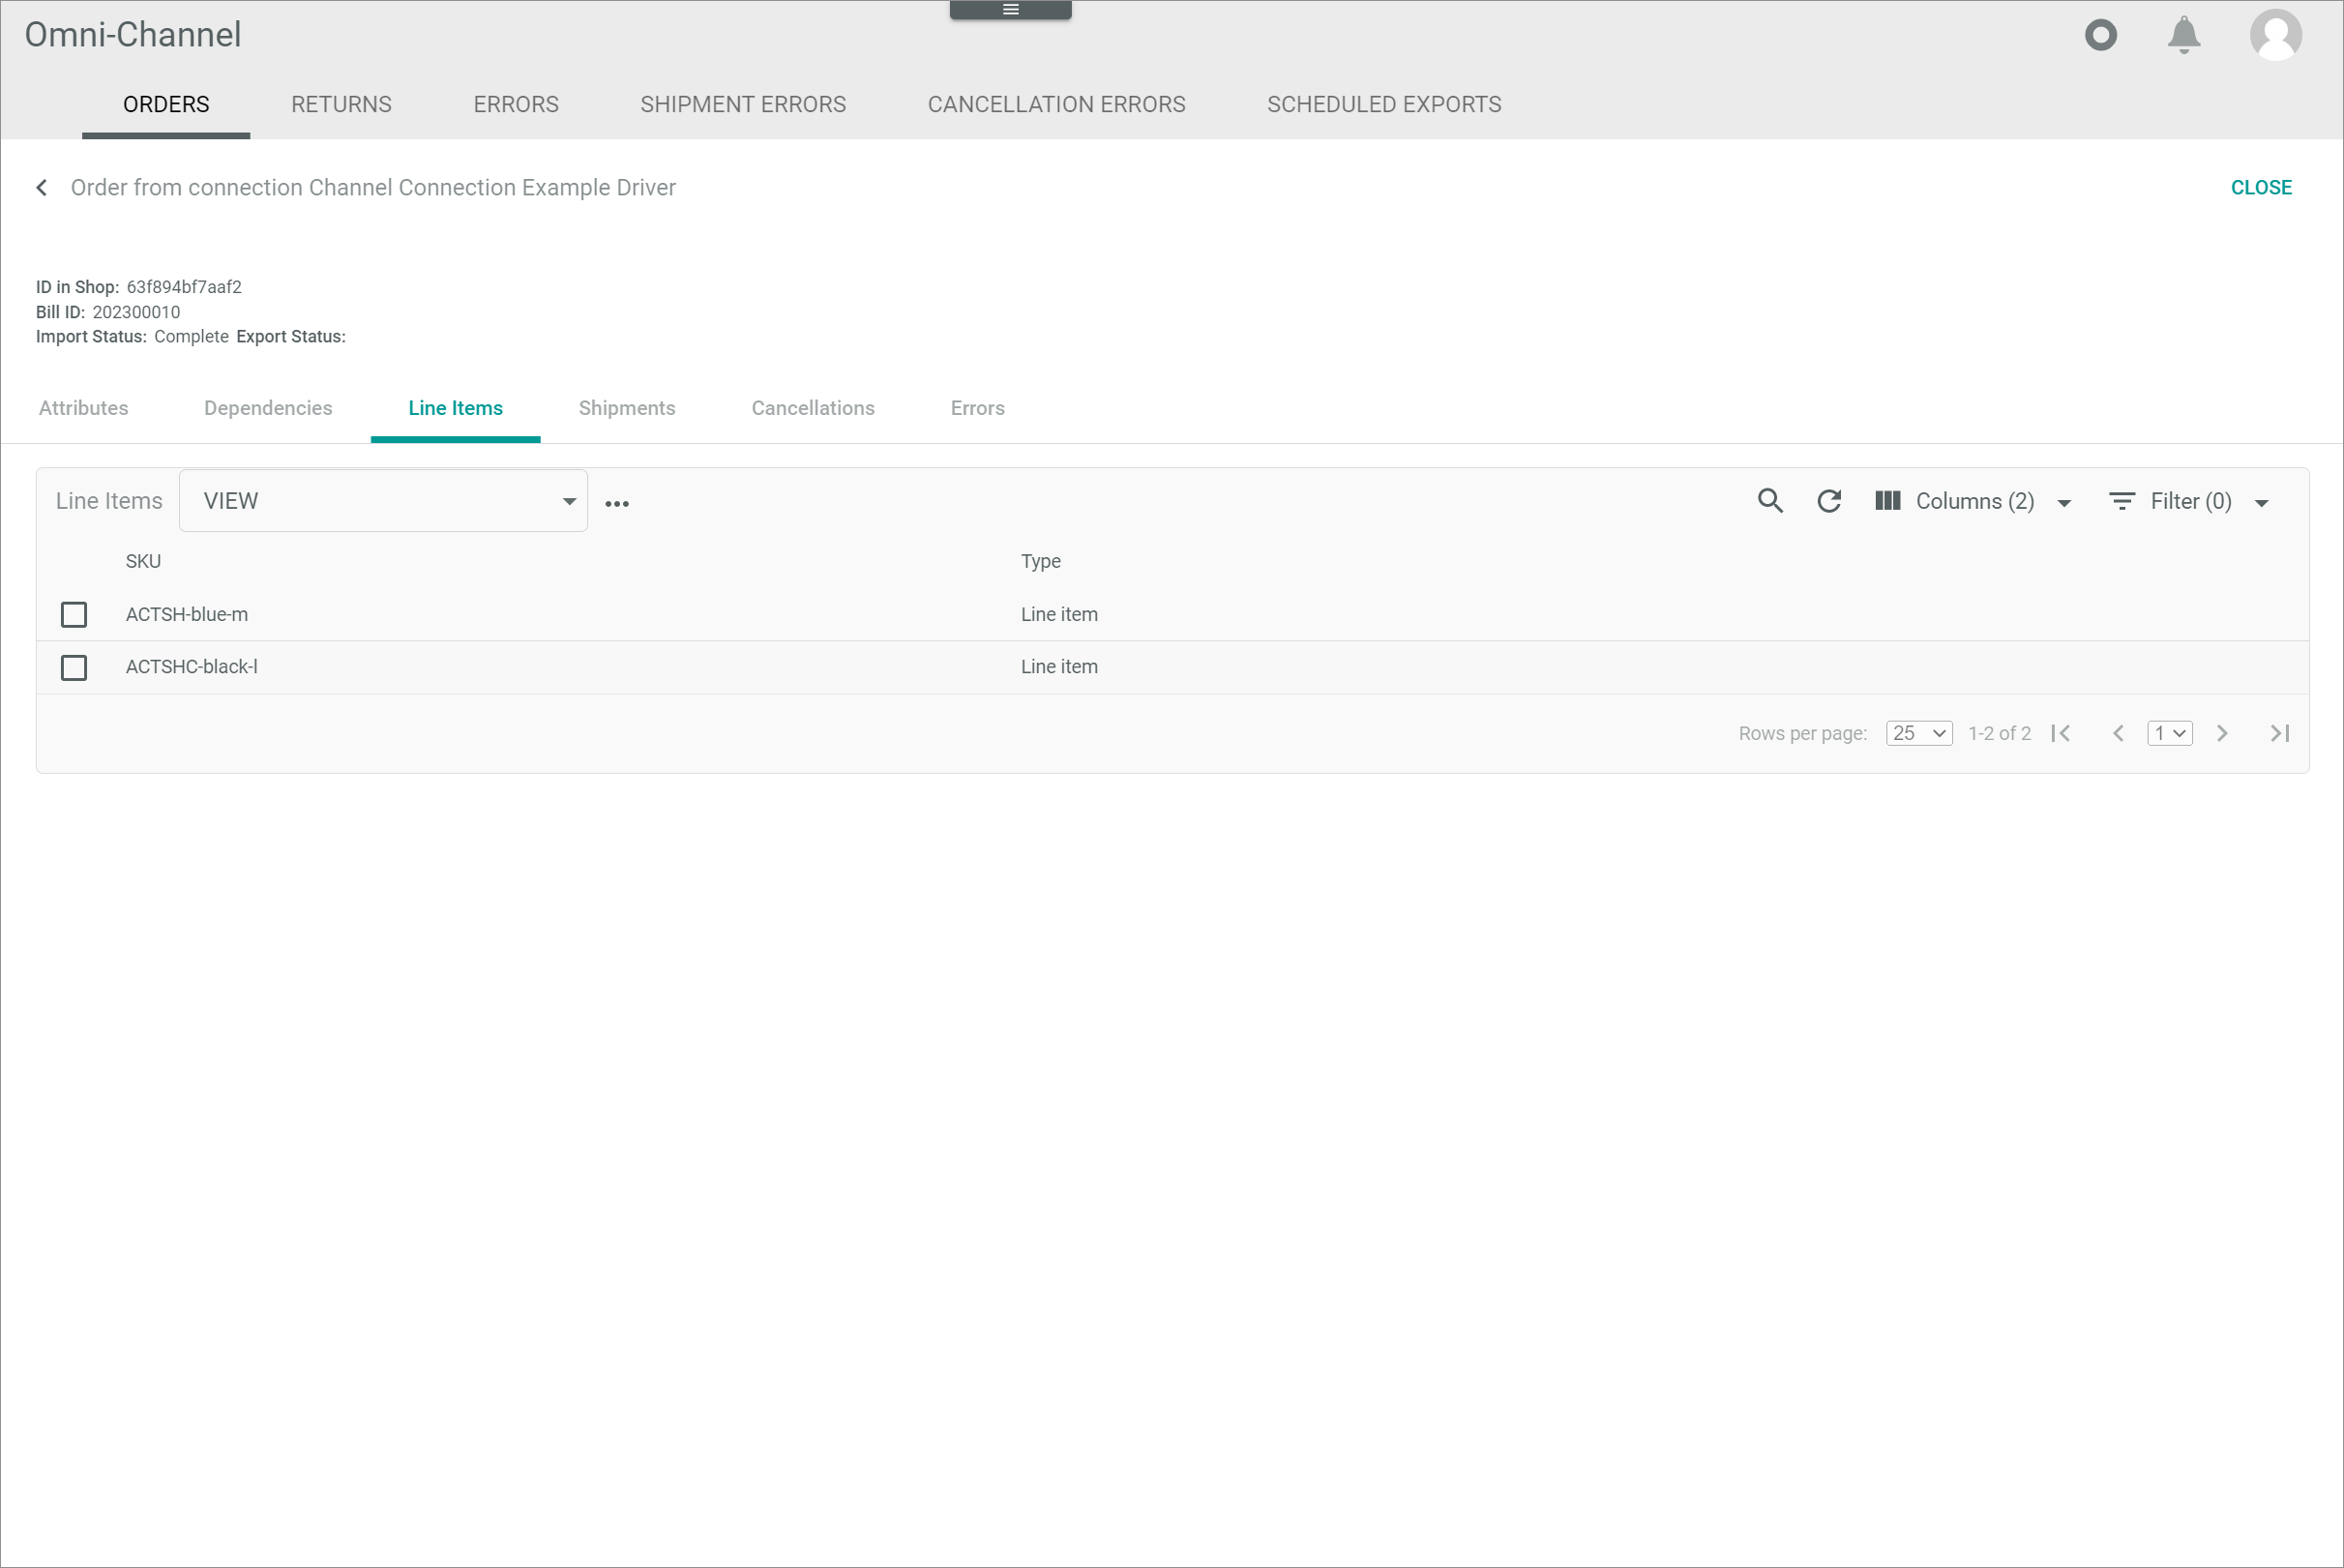 Omni-Channel
ORDERS RETURNS ERRORS SHIPMENT ERRORS CANCELLATION ERRORS SCHEDULED EXPORTS
Order from connection Channel Connection Example Driver CLOSE
ID in Shop: 63f894bf7aaf2
Bill ID: 202300010
Import Status: Complete Export Status:
Attributes Dependencies Line Items Shipments Cancellations Errors
Line Items VIEW Columns (2) Filter (0)
SKU Type
ACTSH-blue-m Line item
ACTSHC-black-l Line item
Rows per page: 25 1-2 of 2 1